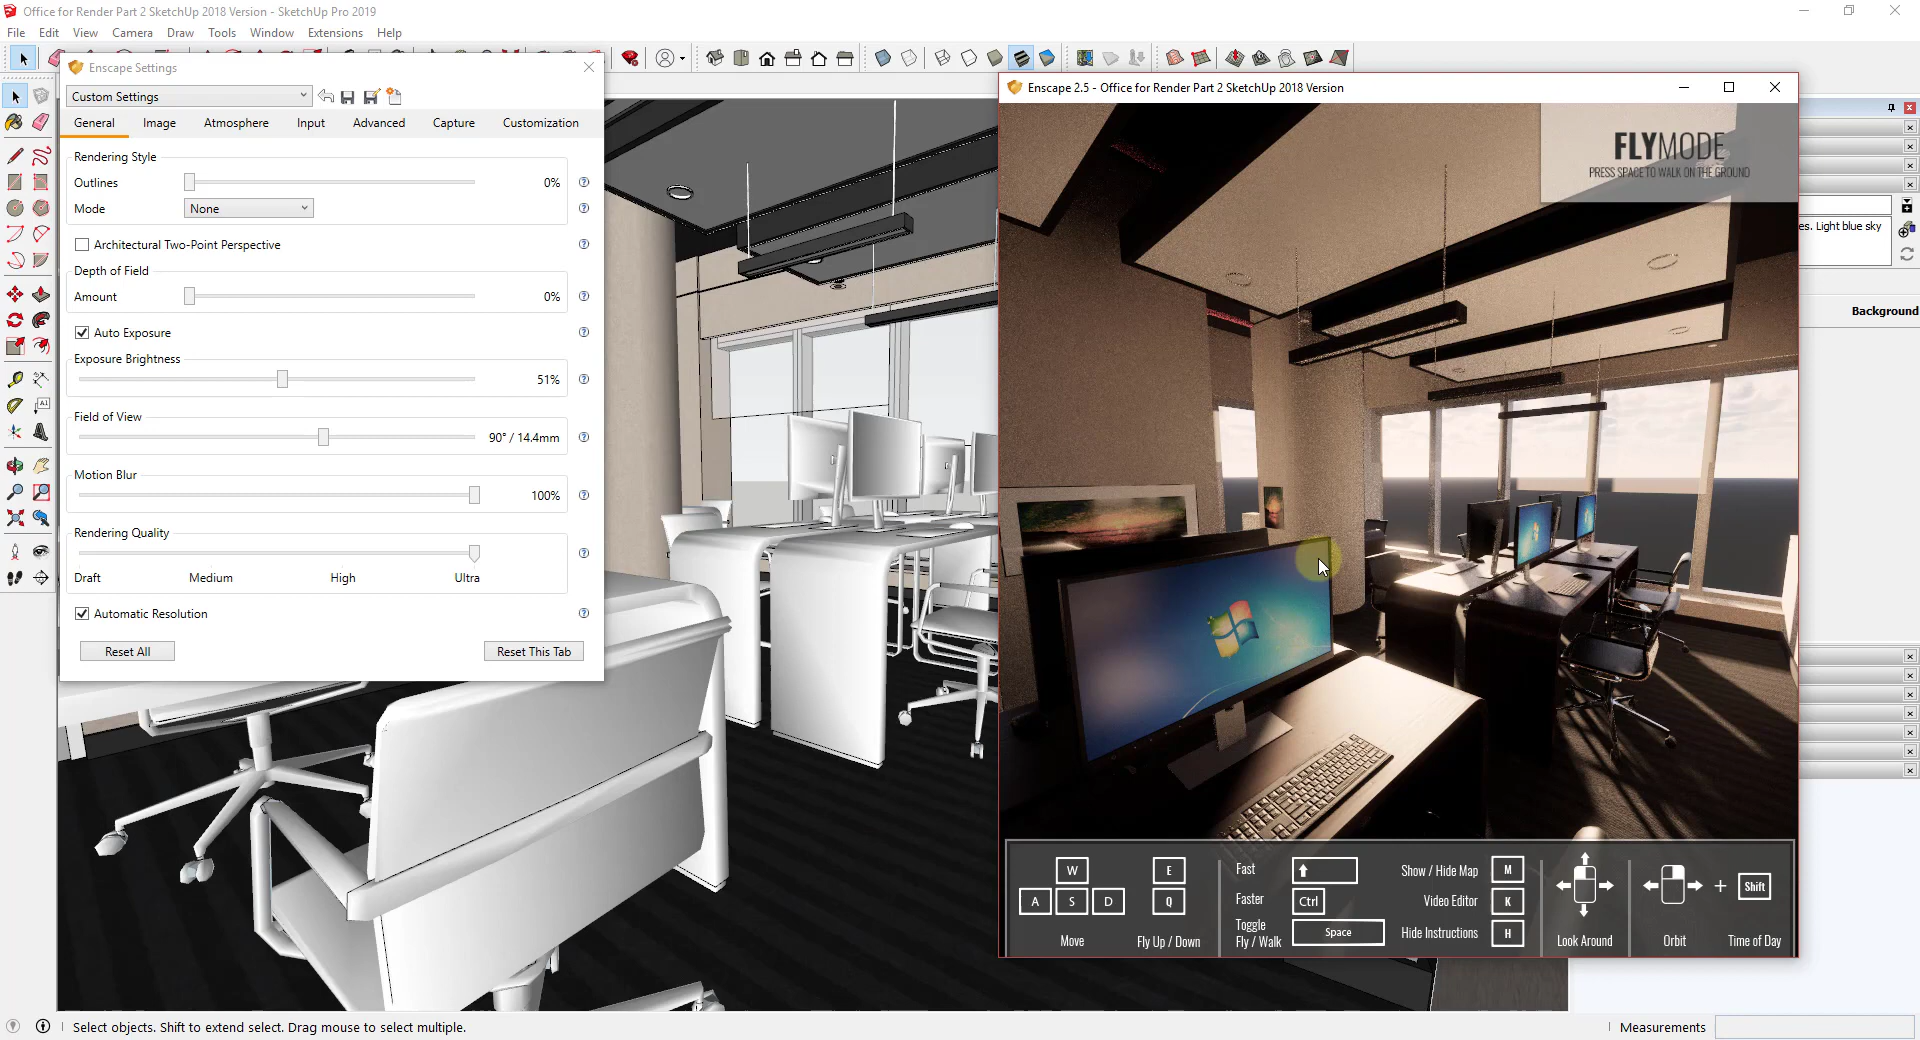 Office for Render Part 2 SketchUp 2018 Version - SketchUp Pro 2019
File Edit View Camera Draw Tools Window Extensions Help
Enscape Settings
Custom Settings
General Image Atmosphere Input Advanced Capture Customization
Rendering Style
Outlines 0%
Mode None
Architectural Two-Point Perspective
Depth of Field
Amount 0%
Auto Exposure
Exposure Brightness
51%
Field of View
90° / 14.4mm
Motion Blur
100%
Rendering Quality
Draft Medium High Ultra
Automatic Resolution
Reset All Reset This Tab
Enscape 2.5 - Office for Render Part 2 SketchUp 2018 Version
FLYMODE
PRESS SPACE TO WALK ON THE GROUND
es. Light blue sky
Background
W
A S D
Move
E
Q
Fly Up / Down
Fast
Faster Ctrl
Toggle
Fly / Walk Space
Show / Hide Map M
Video Editor K
Hide Instructions H
Look Around
Orbit
+ Shift
Time of Day
Select objects. Shift to extend select. Drag mouse to select multiple.
Measurements